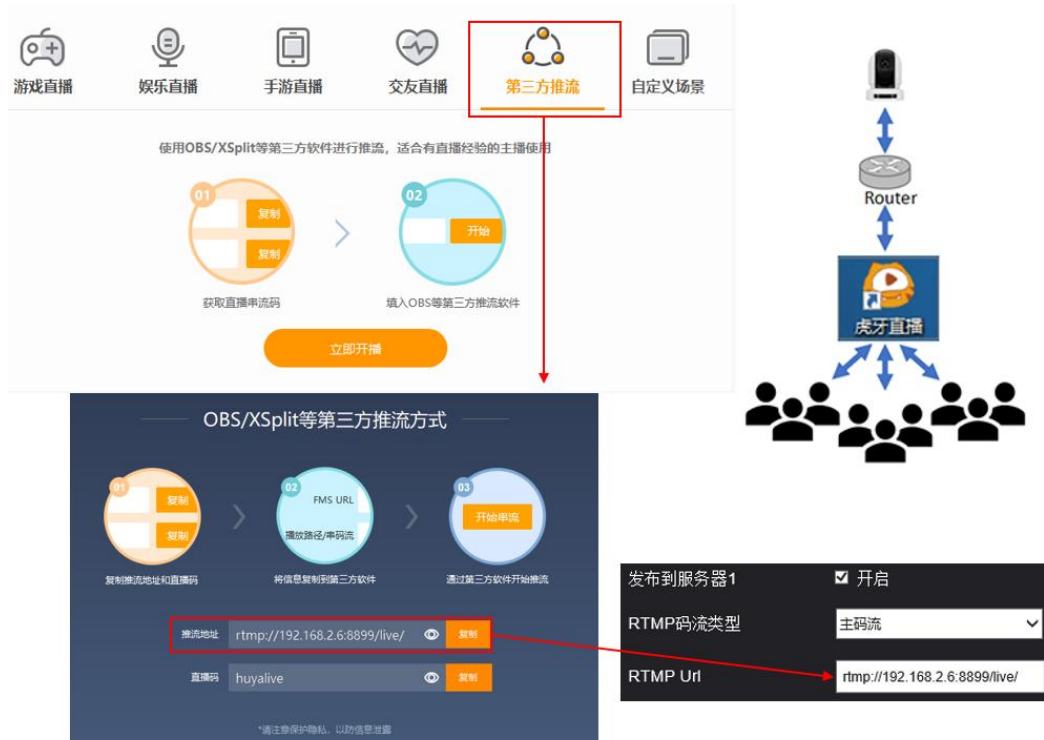 游戏直播
娱乐直播
手游直播
交友直播
第三方推流
自定义场景
使用OBS/XSplit等第三方软件进行推流，适合有直播经验的主播使用
01
复制
复制
02
开始
获取直播串流码
填入OBS等第三方推流软件
立即开播
Router
虎牙直播
OBS/XSplit等第三方推流方式
01
复制
复制
02
FMS URL
播放路径/串码流
03
开始串流
复制推流地址和直播码
将信息复制到第三方软件
通过第三方软件开始推流
推流地址 rtmp://192.168.2.6:8899/live/ 复制
直播码 huyalive 复制
*请注意保护隐私，以防信息泄露
发布到服务器1 开启
RTMP码流类型 主码流
RTMP Url rtmp://192.168.2.6:8899/live/